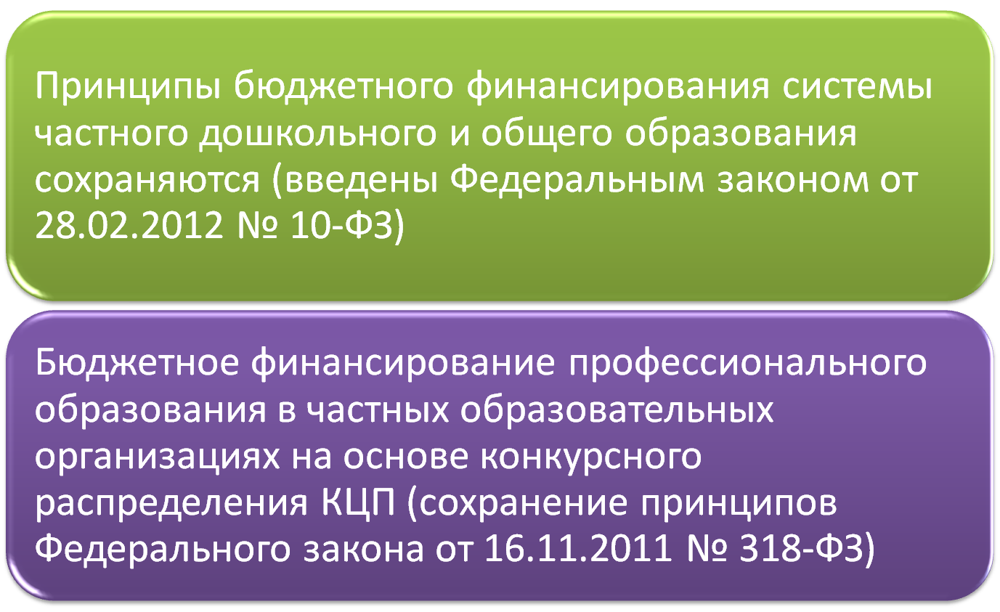 Принципы бюджетного финансирования системы
частного дошкольного и общего образования
сохраняются (введены Федеральным законом от
28.02.2012 № 10-ФЗ)
Бюджетное финансирование профессионального
образования в частных образовательных
организациях на основе конкурсного
распределения КЦП (сохранение принципов
Федерального закона от 16.11.2011 № 318-ФЗ)